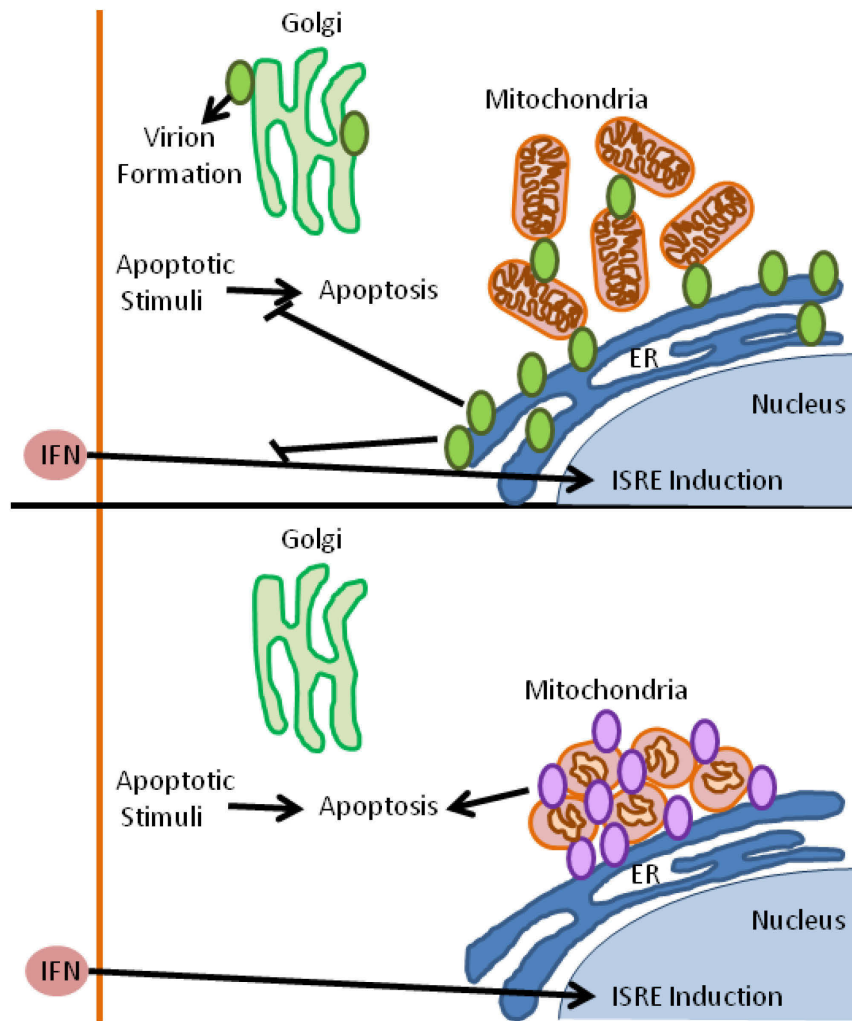 Golgi
Mitochondria
Virion
Formation
Apoptotic
Stimuli
Apoptosis
ER
Nucleus
IFN
ISRE Induction
Golgi
Mitochondria
Apoptotic
Stimuli
Apoptosis
ER
Nucleus
IFN
ISRE Induction